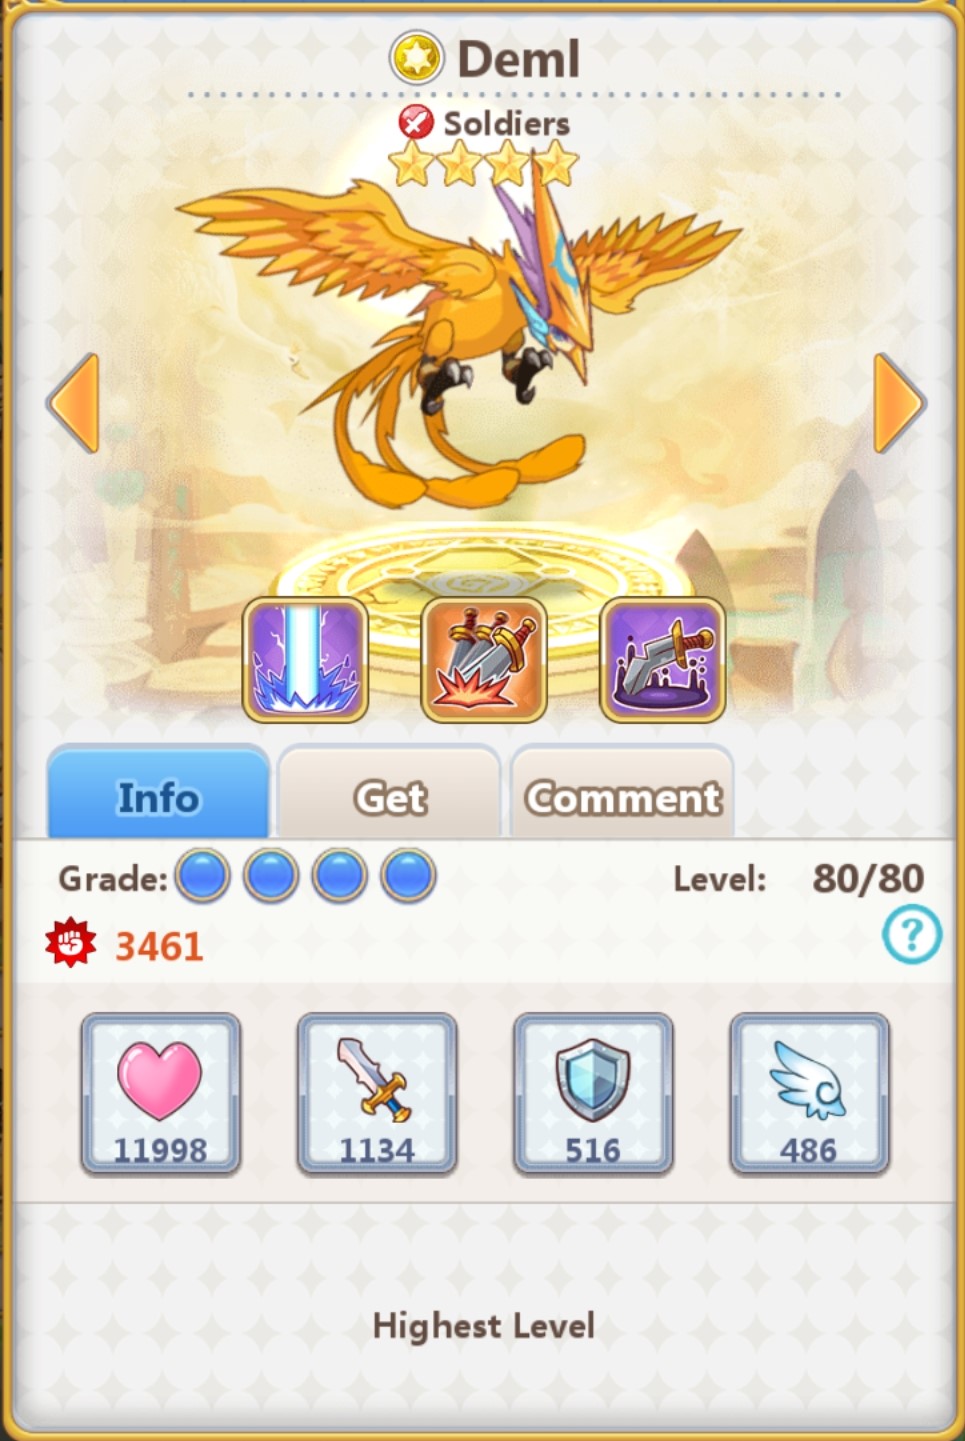 Deml
Soldiers
Info Get Comment
Grade: Level: 80/80
3461 ?
11998 1134 516 486
Highest Level